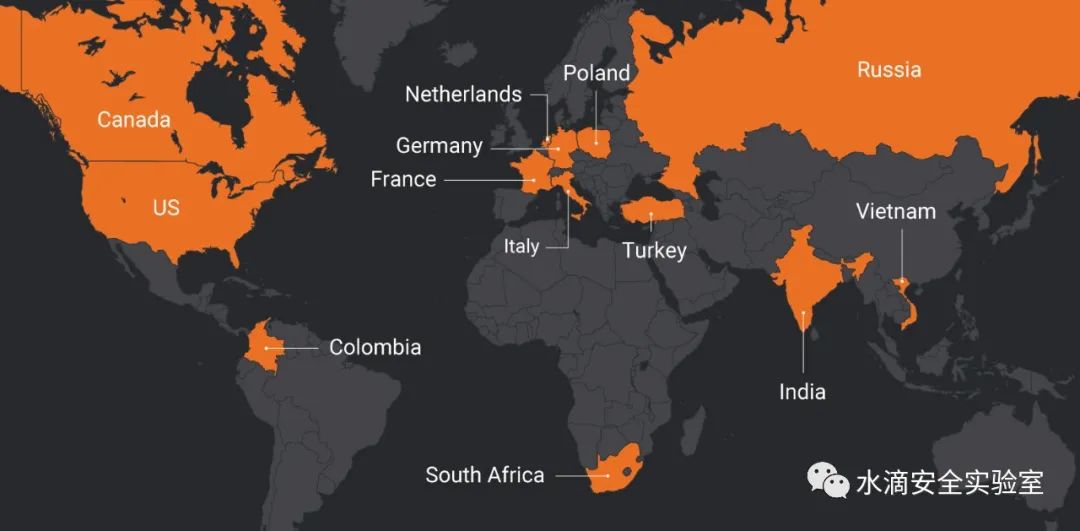 Poland
Russia
Netherlands
Canada
Germany
France
US
Vietnam
Italy
Turkey
Colombia
India
South Africa
水滴安全实验室